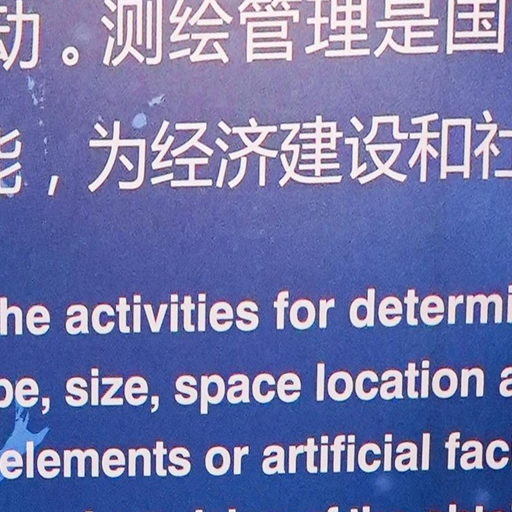 动。测绘管理是国
能,为经济建设和社
he activities for determi
pe, size, space location a
elements or artificial fac